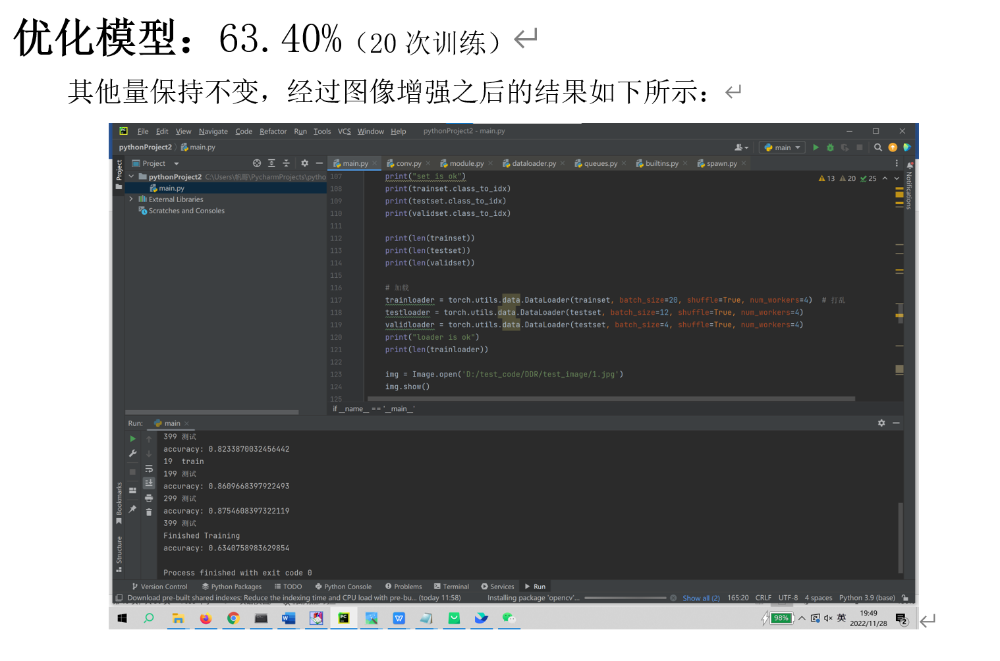 优化模型：63.40%（20 次训练）
其他量保持不变，经过图像增强之后的结果如下所示：
File Edit View Navigate Code Refactor Run Tools VCS Window Help pythonProject2 - main.py
pythonProject2 main.py main
Project main.py conv.py module.py dataloader.py queues.py builtins.py spawn.py
Project
Notifications
pythonProject2 C:\Users\帆哥\PycharmProjects\pytho
main.py
External Libraries
Scratches and Consoles
13 20 25
107 print("set is ok")
108 print(trainset.class_to_idx)
109 print(testset.class_to_idx)
110 print(validset.class_to_idx)
111
112 print(len(trainset))
113 print(len(testset))
114 print(len(validset))
115
116 # 加载
117 trainloader = torch.utils.data.DataLoader(trainset, batch_size=20, shuffle=True, num_workers=4) # 打乱
118 testloader = torch.utils.data.DataLoader(testset, batch_size=12, shuffle=True, num_workers=4)
119 validloader = torch.utils.data.DataLoader(testset, batch_size=4, shuffle=True, num_workers=4)
120 print("loader is ok")
121 print(len(trainloader))
122
123 img = Image.open('D:/test_code/DDR/test_image/1.jpg')
124 img.show()
125
if __name__ == '__main__'
Run: main
399 测试
accuracy: 0.8233870032456442
19 train
199 测试
accuracy: 0.8609668397922493
299 测试
accuracy: 0.8754608397322119
399 测试
Finished Training
accuracy: 0.6340758983629854
Process finished with exit code 0
Bookmarks
Structure
Version Control Python Packages TODO Python Console Problems Terminal Services Run
Download pre-built shared indexes: Reduce the indexing time and CPU load with pre-bu... (today 11:58) Installing package 'opencv'... Show all (2) 165:20 CRLF UTF-8 4 spaces Python 3.9 (base)
98% 英 19:49
2022/11/28 2